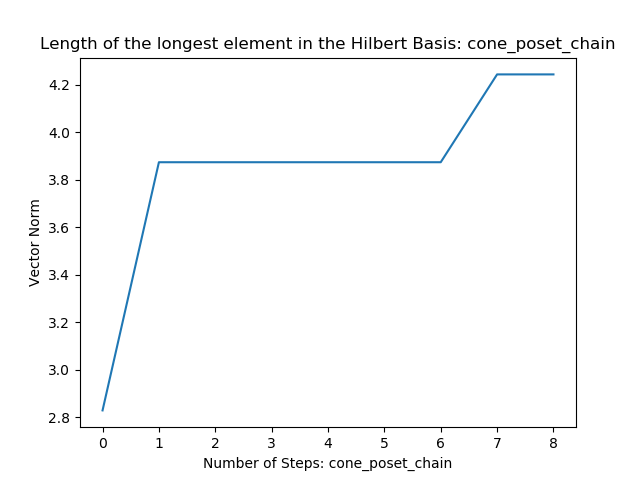 Length of the longest element in the Hilbert Basis: cone_poset_chain
4.2
4.0
3.8
3.6
3.4
3.2
3.0
2.8
Vector Norm
0 1 2 3 4 5 6 7 8
Number of Steps: cone_poset_chain